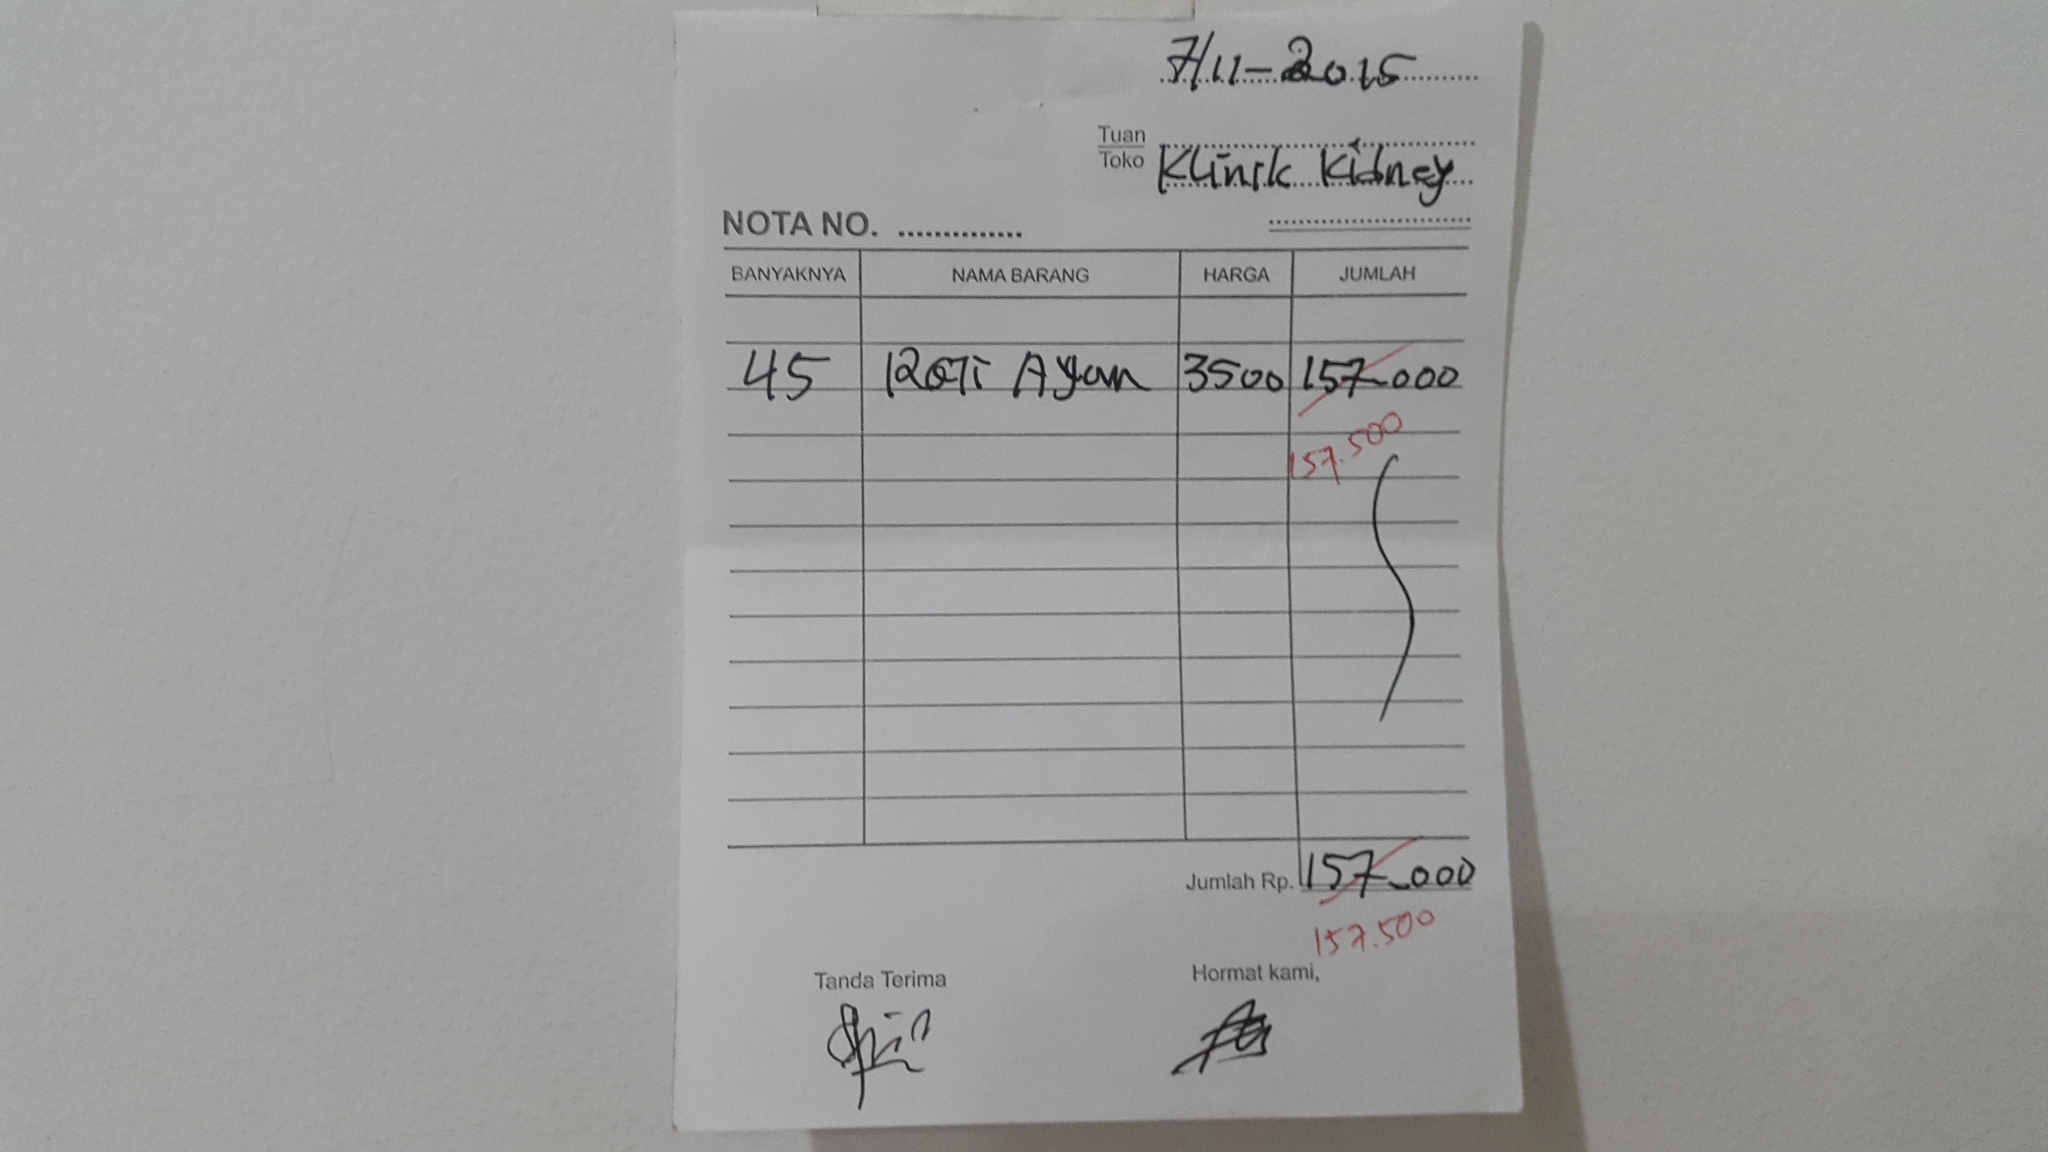 7/11-2015
Tuan
Toko Klinik Kidney
NOTA NO. ..............
BANYAKNYA NAMA BARANG HARGA JUMLAH
45 Roti Ayam 3500 157.000
157.500
Jumlah Rp. 157.000
157.500
Tanda Terima Hormat kami,